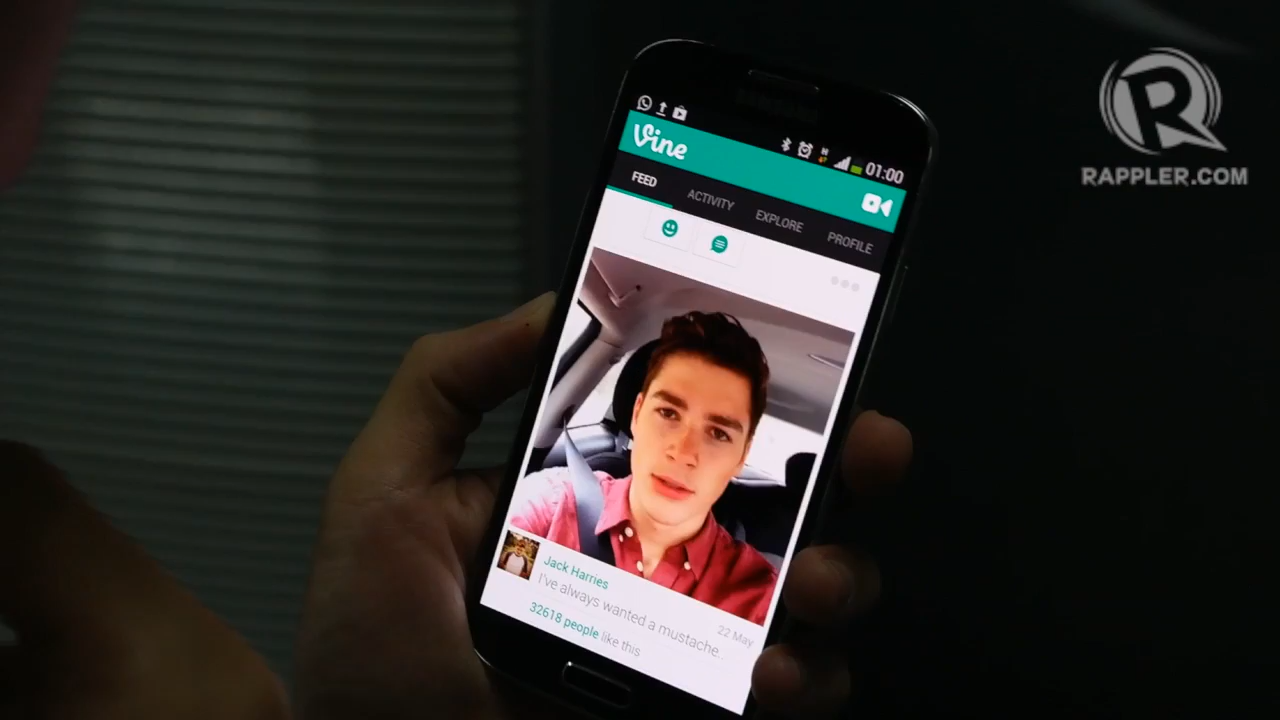 RAPPLER.COM
01:00
Vine
FEED
ACTIVITY
EXPLORE
PROFILE
Jack Harries
I've always wanted a mustache..
22 May
32618 people like this